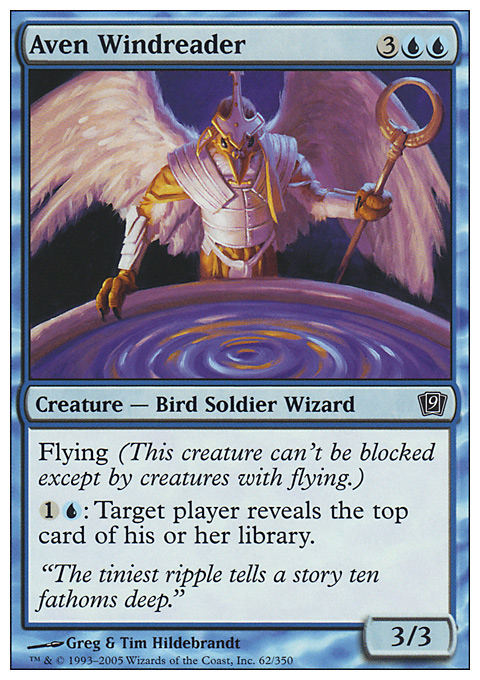 Aven Windreader 3
Creature — Bird Soldier Wizard 9
Flying (This creature can't be blocked
except by creatures with flying.)
1 : Target player reveals the top
card of his or her library.
"The tiniest ripple tells a story ten
fathoms deep."
3/3
Greg & Tim Hildebrandt
™ & © 1993–2005 Wizards of the Coast, Inc. 62/350